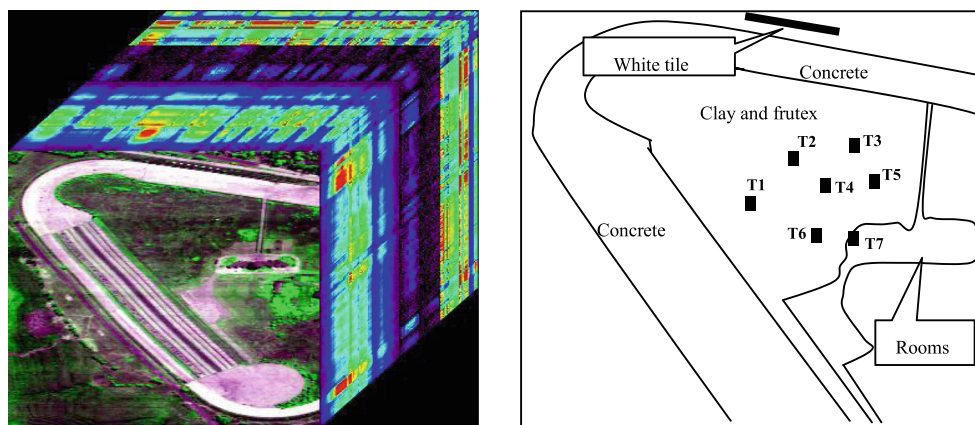 White tile
Concrete
Clay and frutex
T2
T3
T1
T4
T5
Concrete
T6
T7
Rooms